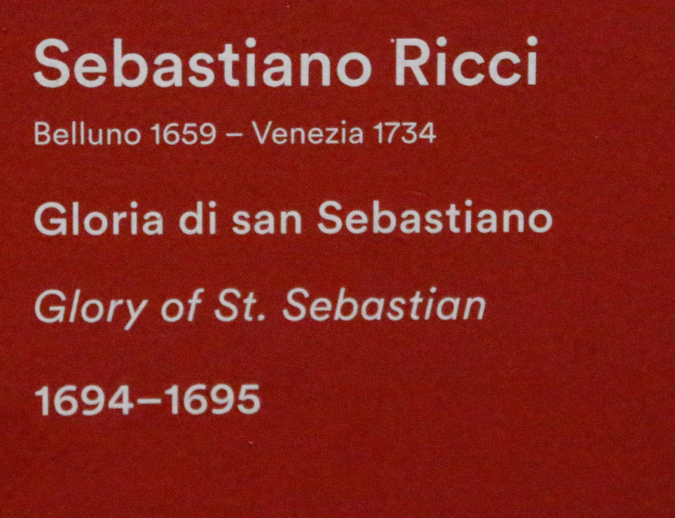 Sebastiano Ricci
Belluno 1659 – Venezia 1734
Gloria di san Sebastiano
Glory of St. Sebastian
1694–1695